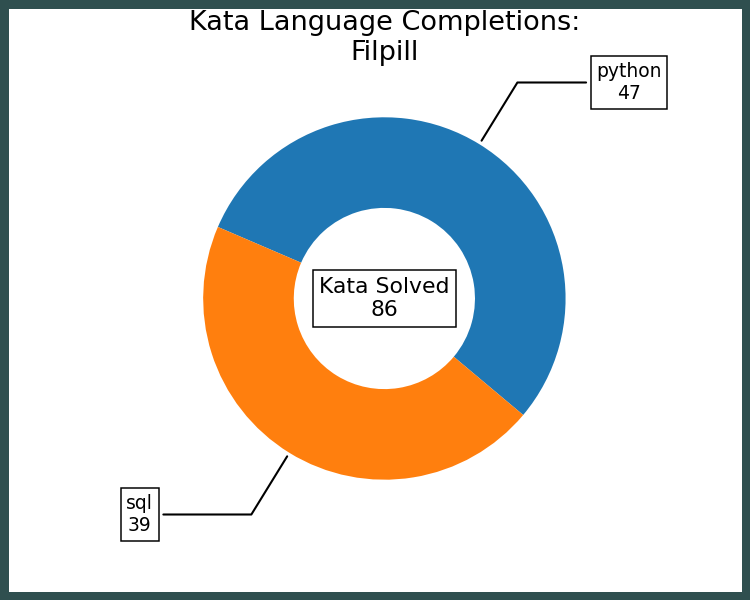 Kata Language Completions:
Filpill
python
47
Kata Solved
86
sql
39